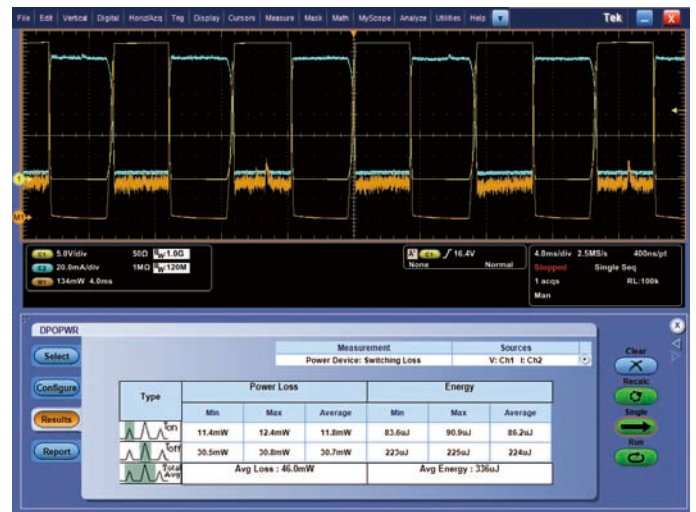 File Edit Vertical Digital Horiz/Acq Trig Display Cursors Measure Mask Math MyScope Analyze Utilities Help Tek X
1
M1
C1 5.0V/div 50Ω BW:1.0G
C2 20.0mA/div 1MΩ BW:120M
M1 134mW 4.0ms
A' C1 16.4V
None Normal
4.0ms/div 2.5MS/s 400ns/pt
Stopped Single Seq
1 acqs RL:100k
Man
DPOPWR
Select
Configure
Results
Report
Measurement Sources
Power Device: Switching Loss V: Ch1 I: Ch2
Type Power Loss Energy
Min Max Average Min Max Average
Ton 11.4mW 12.4mW 11.8mW 83.6uJ 90.9uJ 86.2uJ
Toff 30.5mW 30.8mW 30.7mW 223uJ 225uJ 224uJ
Total Avg Avg Loss : 46.0mW Avg Energy : 336uJ
Clear
Recalc
Single
Run